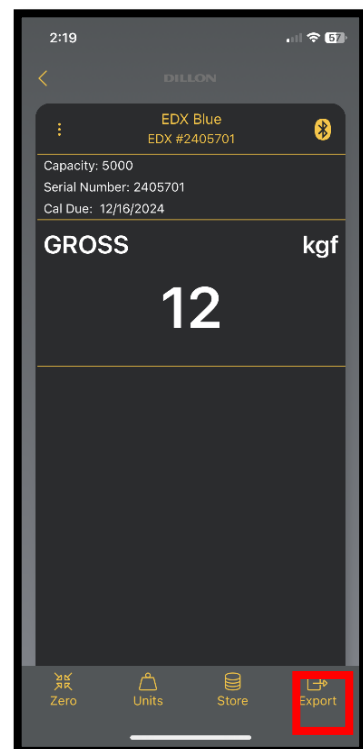 2:19
57
DILLON
EDX Blue
EDX #2405701
Capacity: 5000
Serial Number: 2405701
Cal Due: 12/16/2024
GROSS kgf
12
Zero Units Store Export